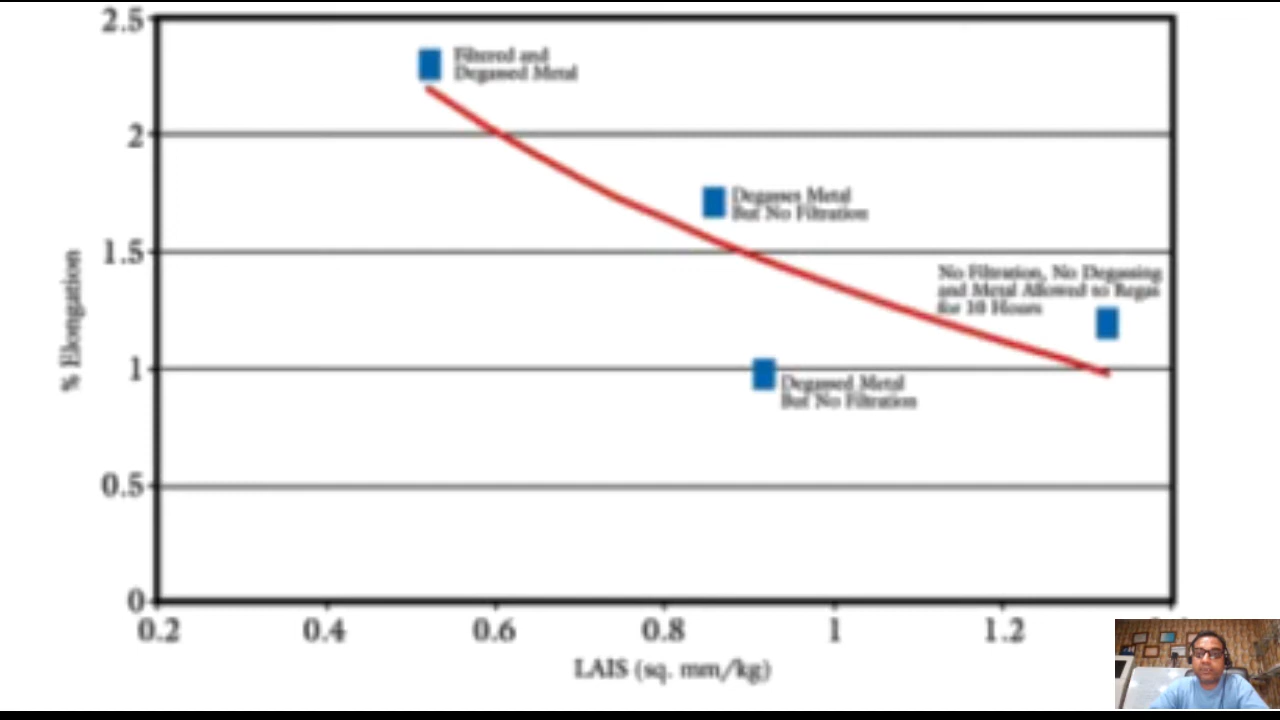 2.5
Filtered and
Degassed Metal
2
Degasses Metal
But No Filtration
1.5
No Filtration, No Degassing
and Metal Allowed to Regas
for 10 Hours
1
Degassed Metal
But No Filtration
0.5
0
% Elongation
0.2 0.4 0.6 0.8 1 1.2
LAIS (sq. mm/kg)